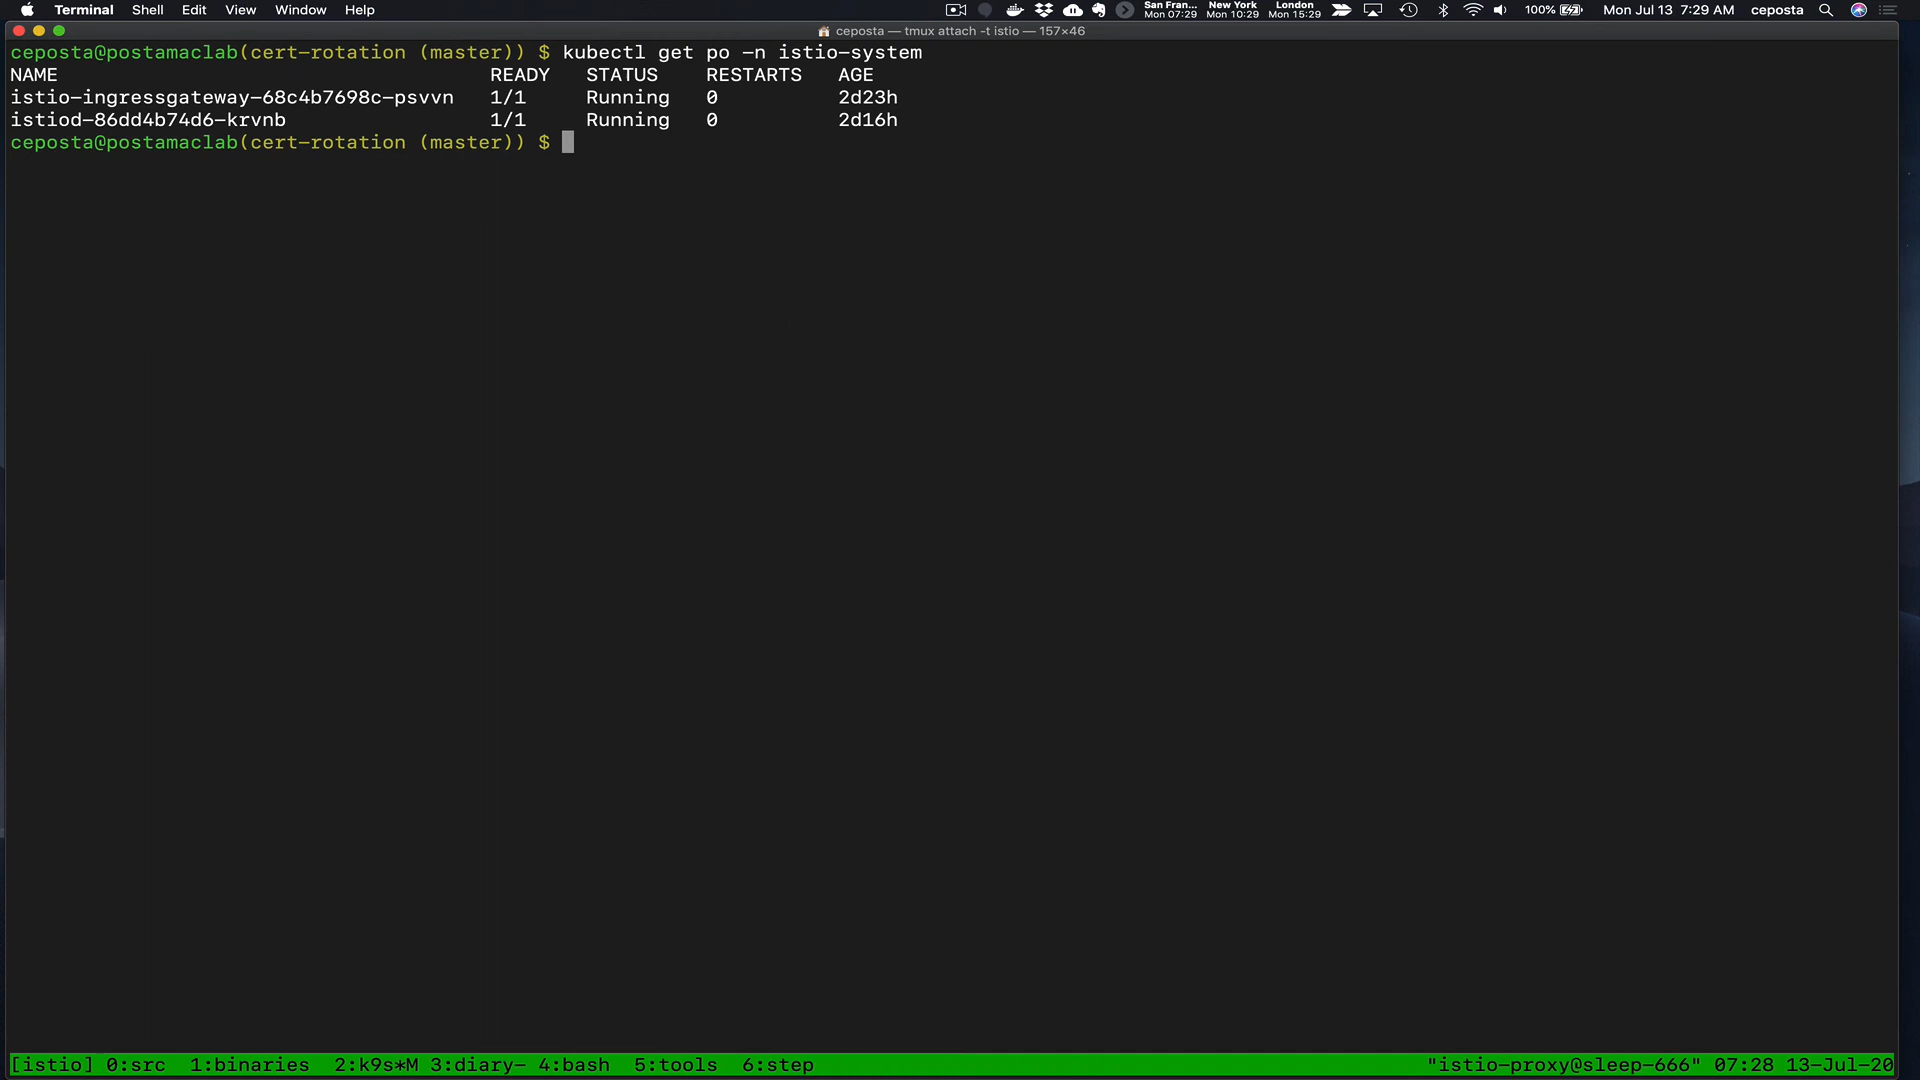 Terminal Shell Edit View Window Help
San Fran... New York London
Mon 07:29 Mon 10:29 Mon 15:29
100% Mon Jul 13 7:29 AM ceposta
ceposta — tmux attach -t istio — 157×46
ceposta@postamaclab(cert-rotation (master)) $ kubectl get po -n istio-system
NAME READY STATUS RESTARTS AGE
istio-ingressgateway-68c4b7698c-psvvn 1/1 Running 0 2d23h
istiod-86dd4b74d6-krvnb 1/1 Running 0 2d16h
ceposta@postamaclab(cert-rotation (master)) $
[istio] 0:src 1:binaries 2:k9s*M 3:diary- 4:bash 5:tools 6:step "istio-proxy@sleep-666" 07:28 13-Jul-20